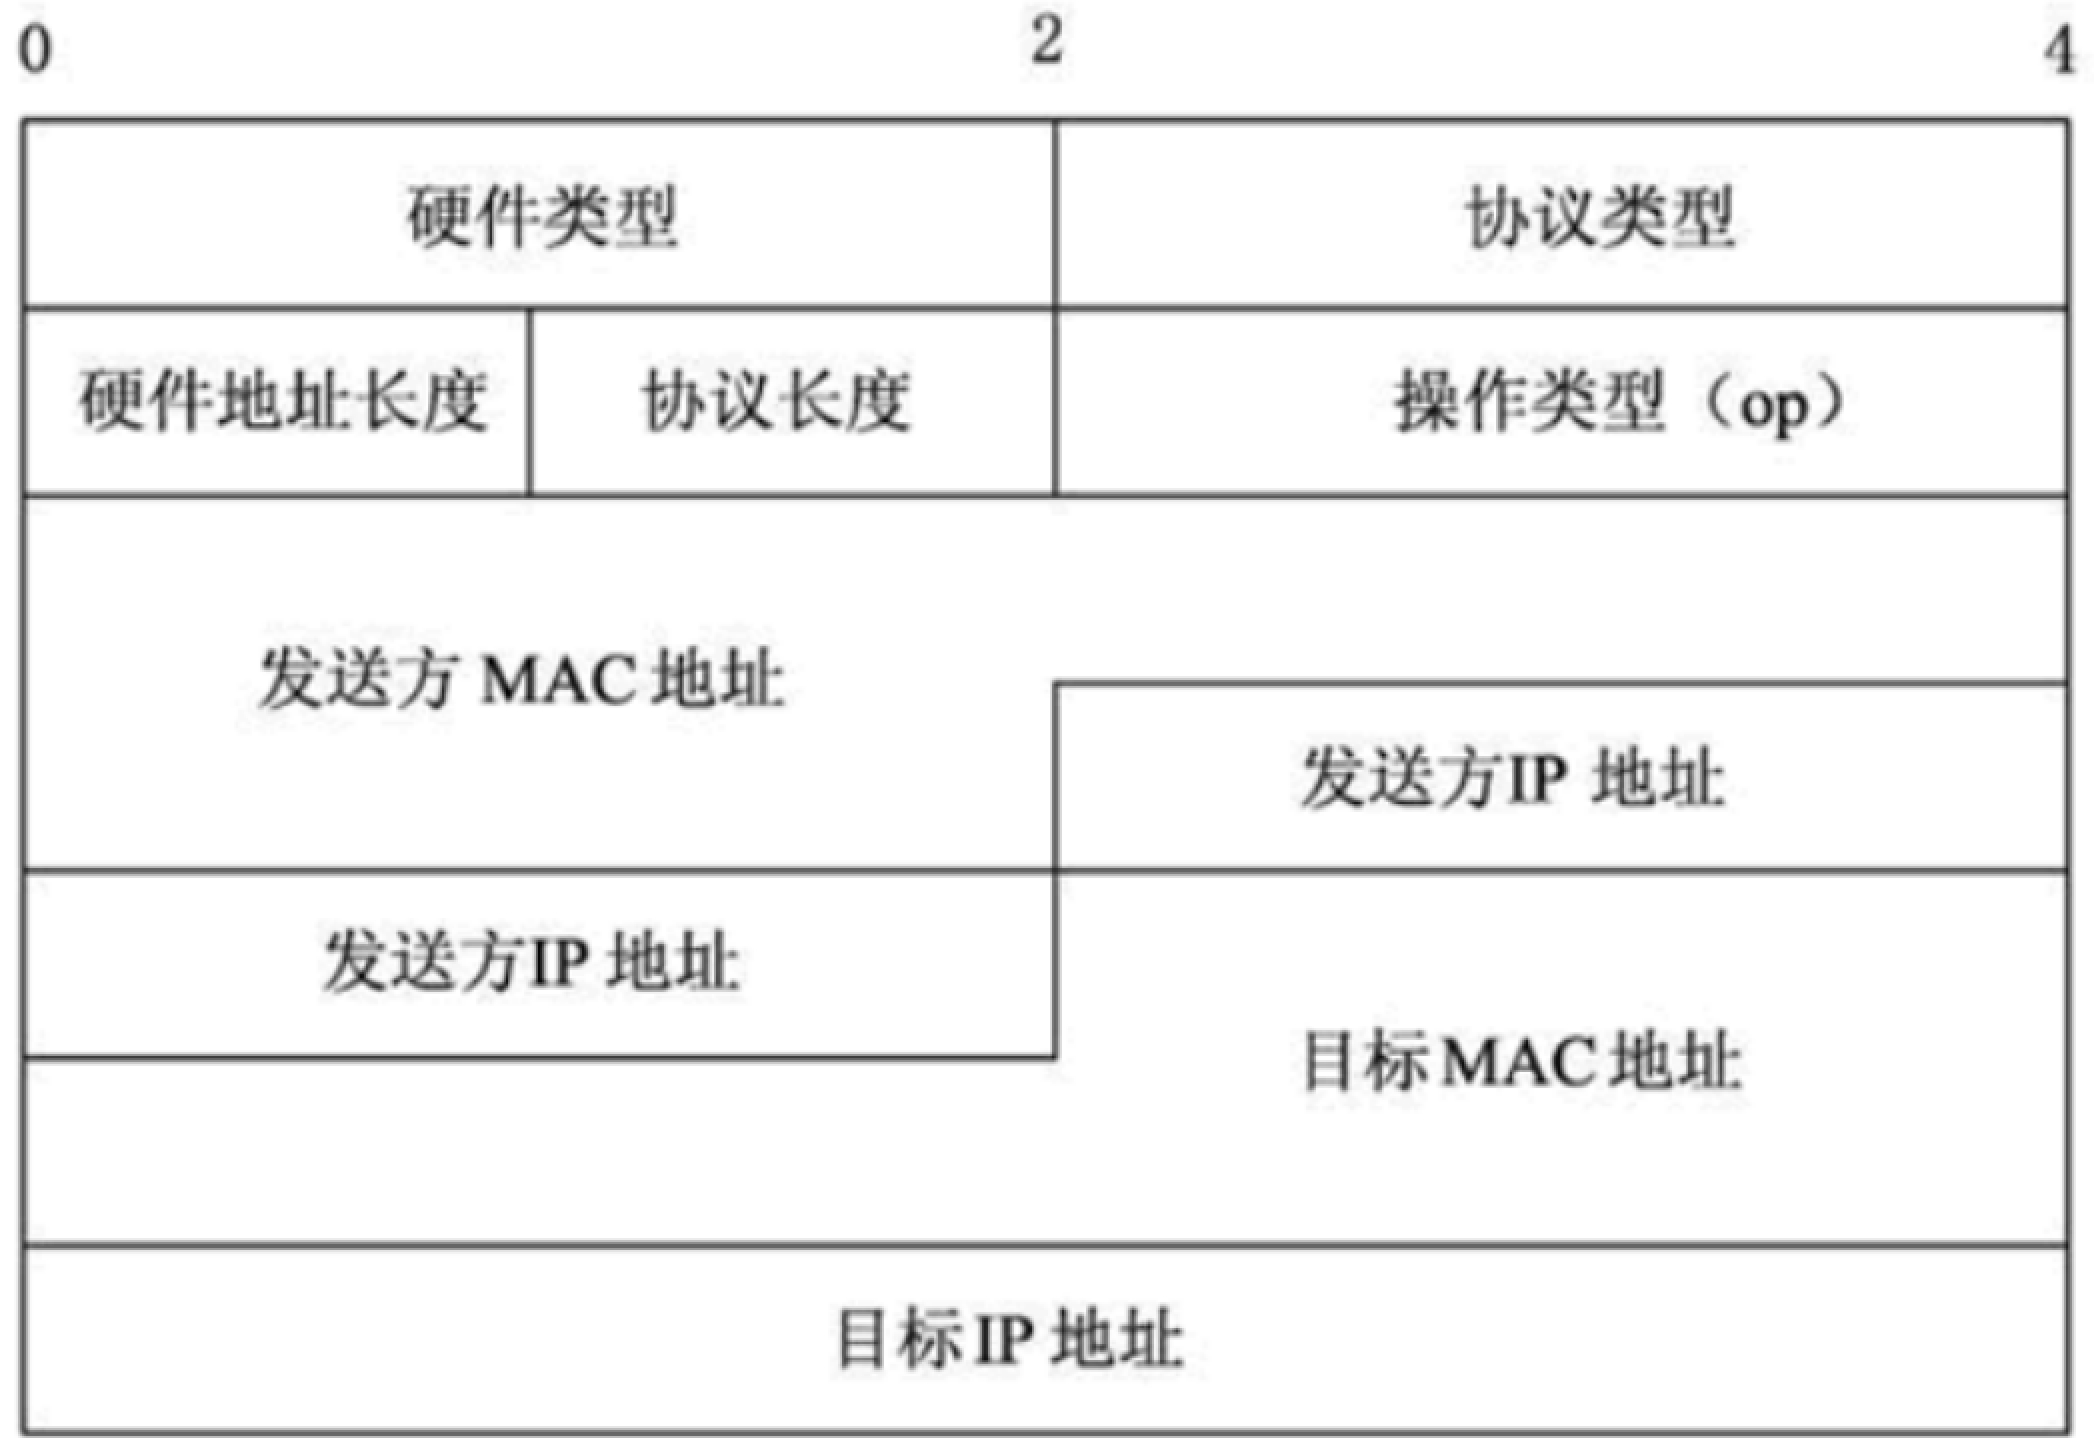 0 2 4
硬件类型 协议类型
硬件地址长度 协议长度 操作类型（op）
发送方 MAC 地址
发送方IP 地址
发送方IP 地址
目标MAC 地址
目标IP 地址